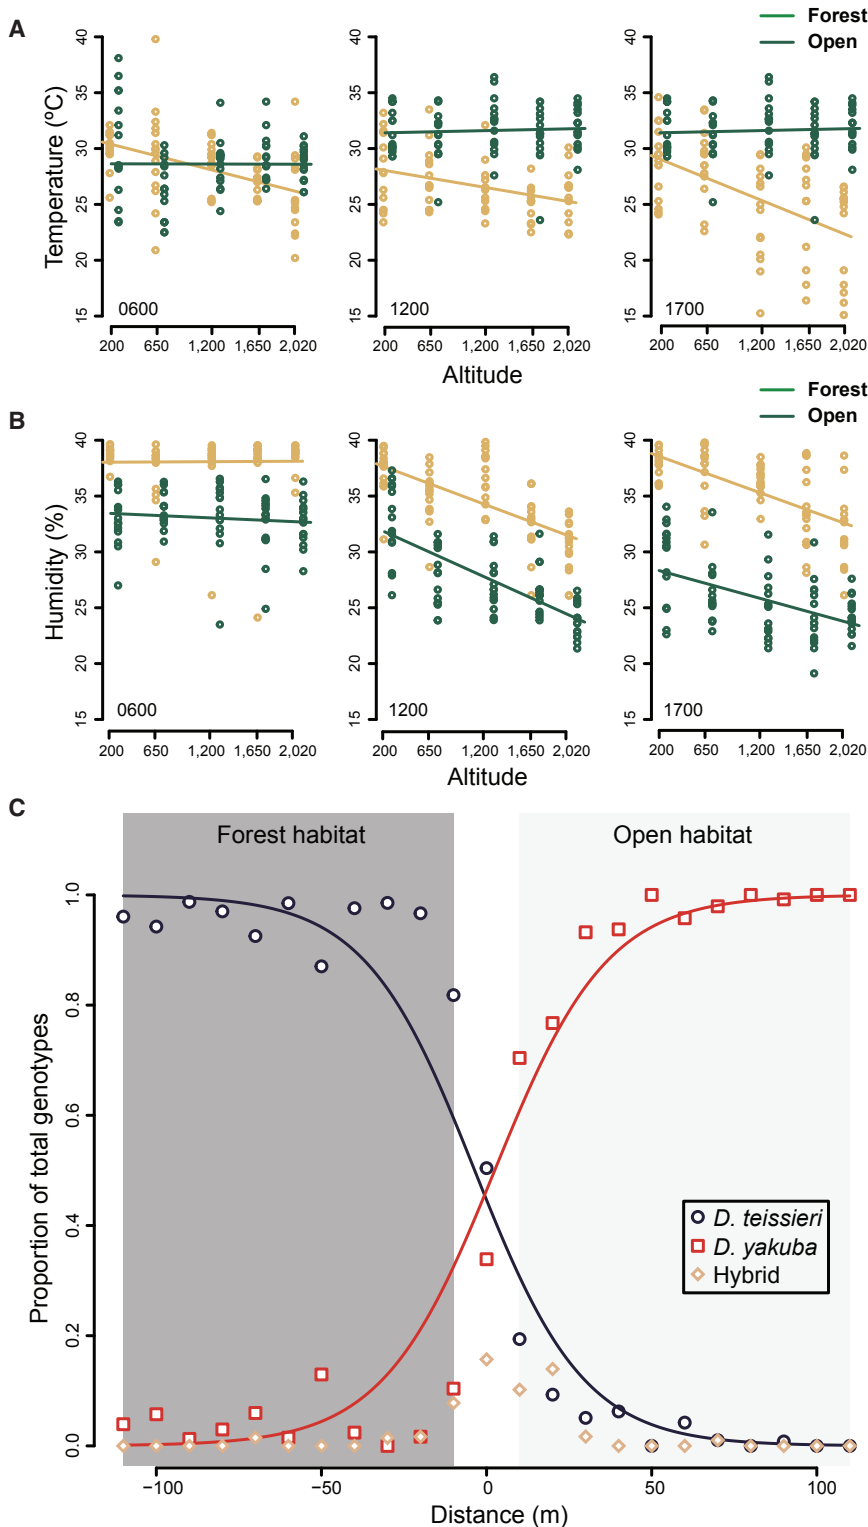 A
Forest
Open
Temperature (ºC)
40
35
30
25
20
15
0600
200 650 1,200 1,650 2,020
40
35
30
25
20
15
1200
200 650 1,200 1,650 2,020
40
35
30
25
20
15
1700
200 650 1,200 1,650 2,020
Altitude
B
Forest
Open
Humidity (%)
40
35
30
25
20
15
0600
200 650 1,200 1,650 2,020
40
35
30
25
20
15
1200
200 650 1,200 1,650 2,020
40
35
30
25
20
15
1700
200 650 1,200 1,650 2,020
Altitude
C
Forest habitat
Open habitat
Proportion of total genotypes
1.0
0.8
0.6
0.4
0.2
0.0
D. teissieri
D. yakuba
Hybrid
−100 −50 0 50 100
Distance (m)